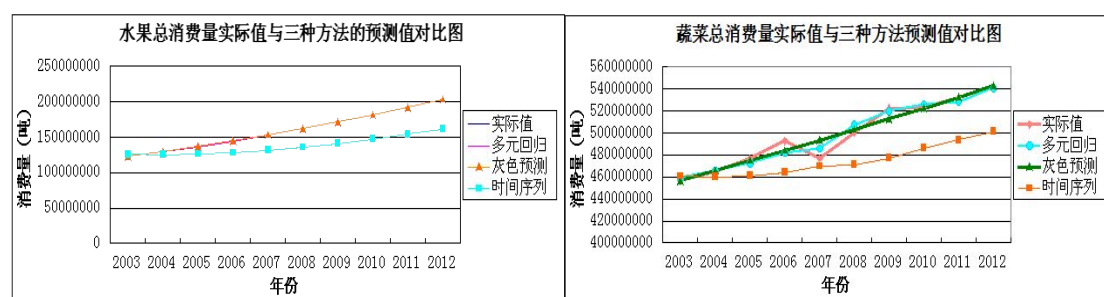 水果总消费量实际值与三种方法的预测值对比图
250000000
200000000
150000000
100000000
50000000
0
消费量（吨）
2003 2004 2005 2006 2007 2008 2009 2010 2011 2012
年份
实际值
多元回归
灰色预测
时间序列
蔬菜总消费量实际值与三种方法预测值对比图
560000000
540000000
520000000
500000000
480000000
460000000
440000000
420000000
400000000
消费量（吨）
2003 2004 2005 2006 2007 2008 2009 2010 2011 2012
年份
实际值
多元回归
灰色预测
时间序列